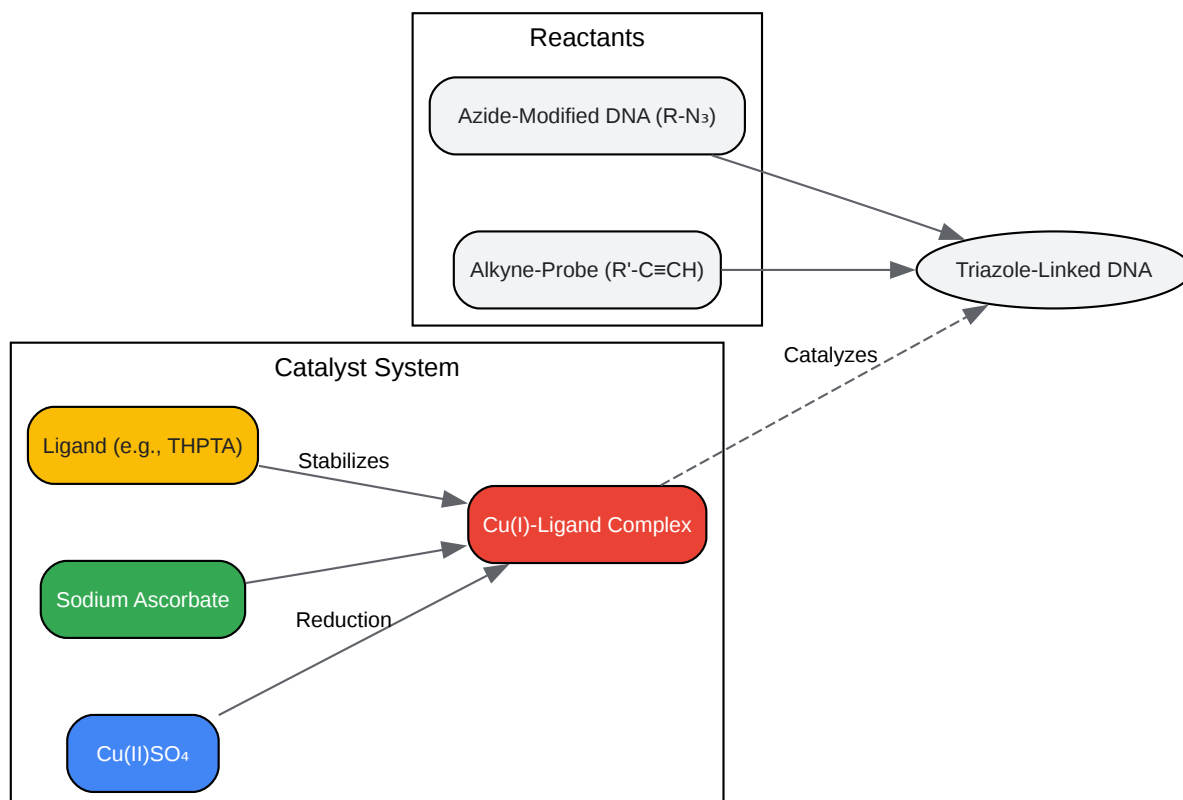 Reactants
Azide-Modified DNA (R-N₃)
Alkyne-Probe (R'-C≡CH)
Triazole-Linked DNA
Catalyzes
Catalyst System
Ligand (e.g., THPTA)
Stabilizes
Cu(I)-Ligand Complex
Sodium Ascorbate
Reduction
Cu(II)SO₄